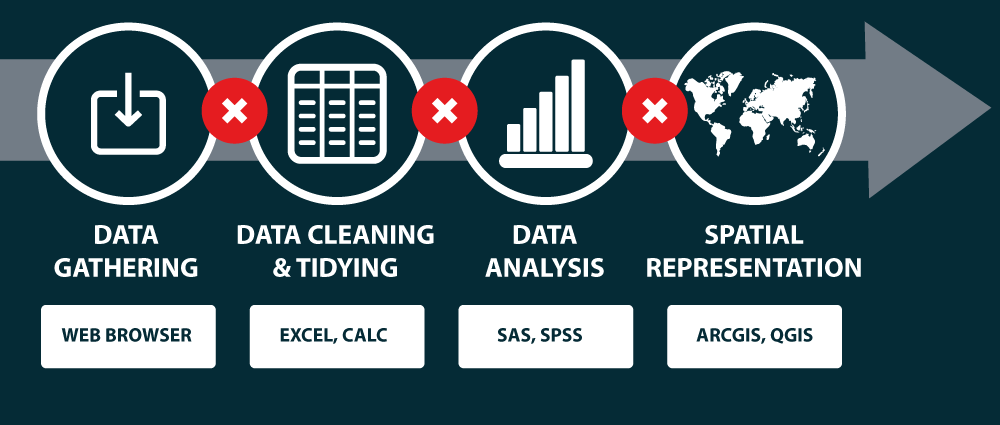 DATA
GATHERING
DATA CLEANING
& TIDYING
DATA
ANALYSIS
SPATIAL
REPRESENTATION
WEB BROWSER
EXCEL, CALC
SAS, SPSS
ARCGIS, QGIS